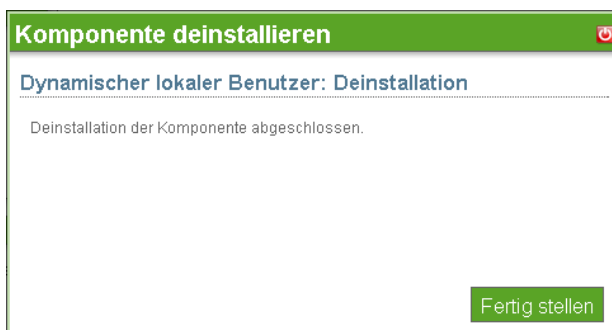 Komponente deinstallieren
Dynamischer lokaler Benutzer: Deinstallation
Deinstallation der Komponente abgeschlossen.
Fertig stellen